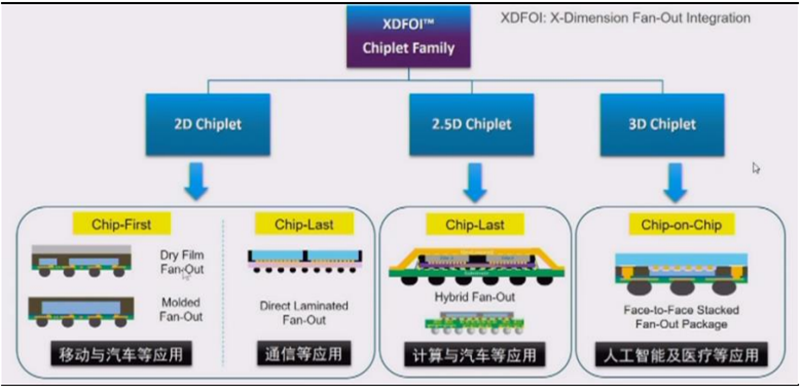 XDFOI™
Chiplet Family
XDFOI: X-Dimension Fan-Out Integration
2D Chiplet
2.5D Chiplet
3D Chiplet
Chip-First
Chip-Last
Chip-Last
Chip-on-Chip
Dry Film
Fan-Out
Molded
Fan-Out
Direct Laminated
Fan-Out
Hybrid Fan-Out
Face-to-Face Stacked
Fan-Out Package
移动与汽车等应用
通信等应用
计算与汽车等应用
人工智能及医疗等应用